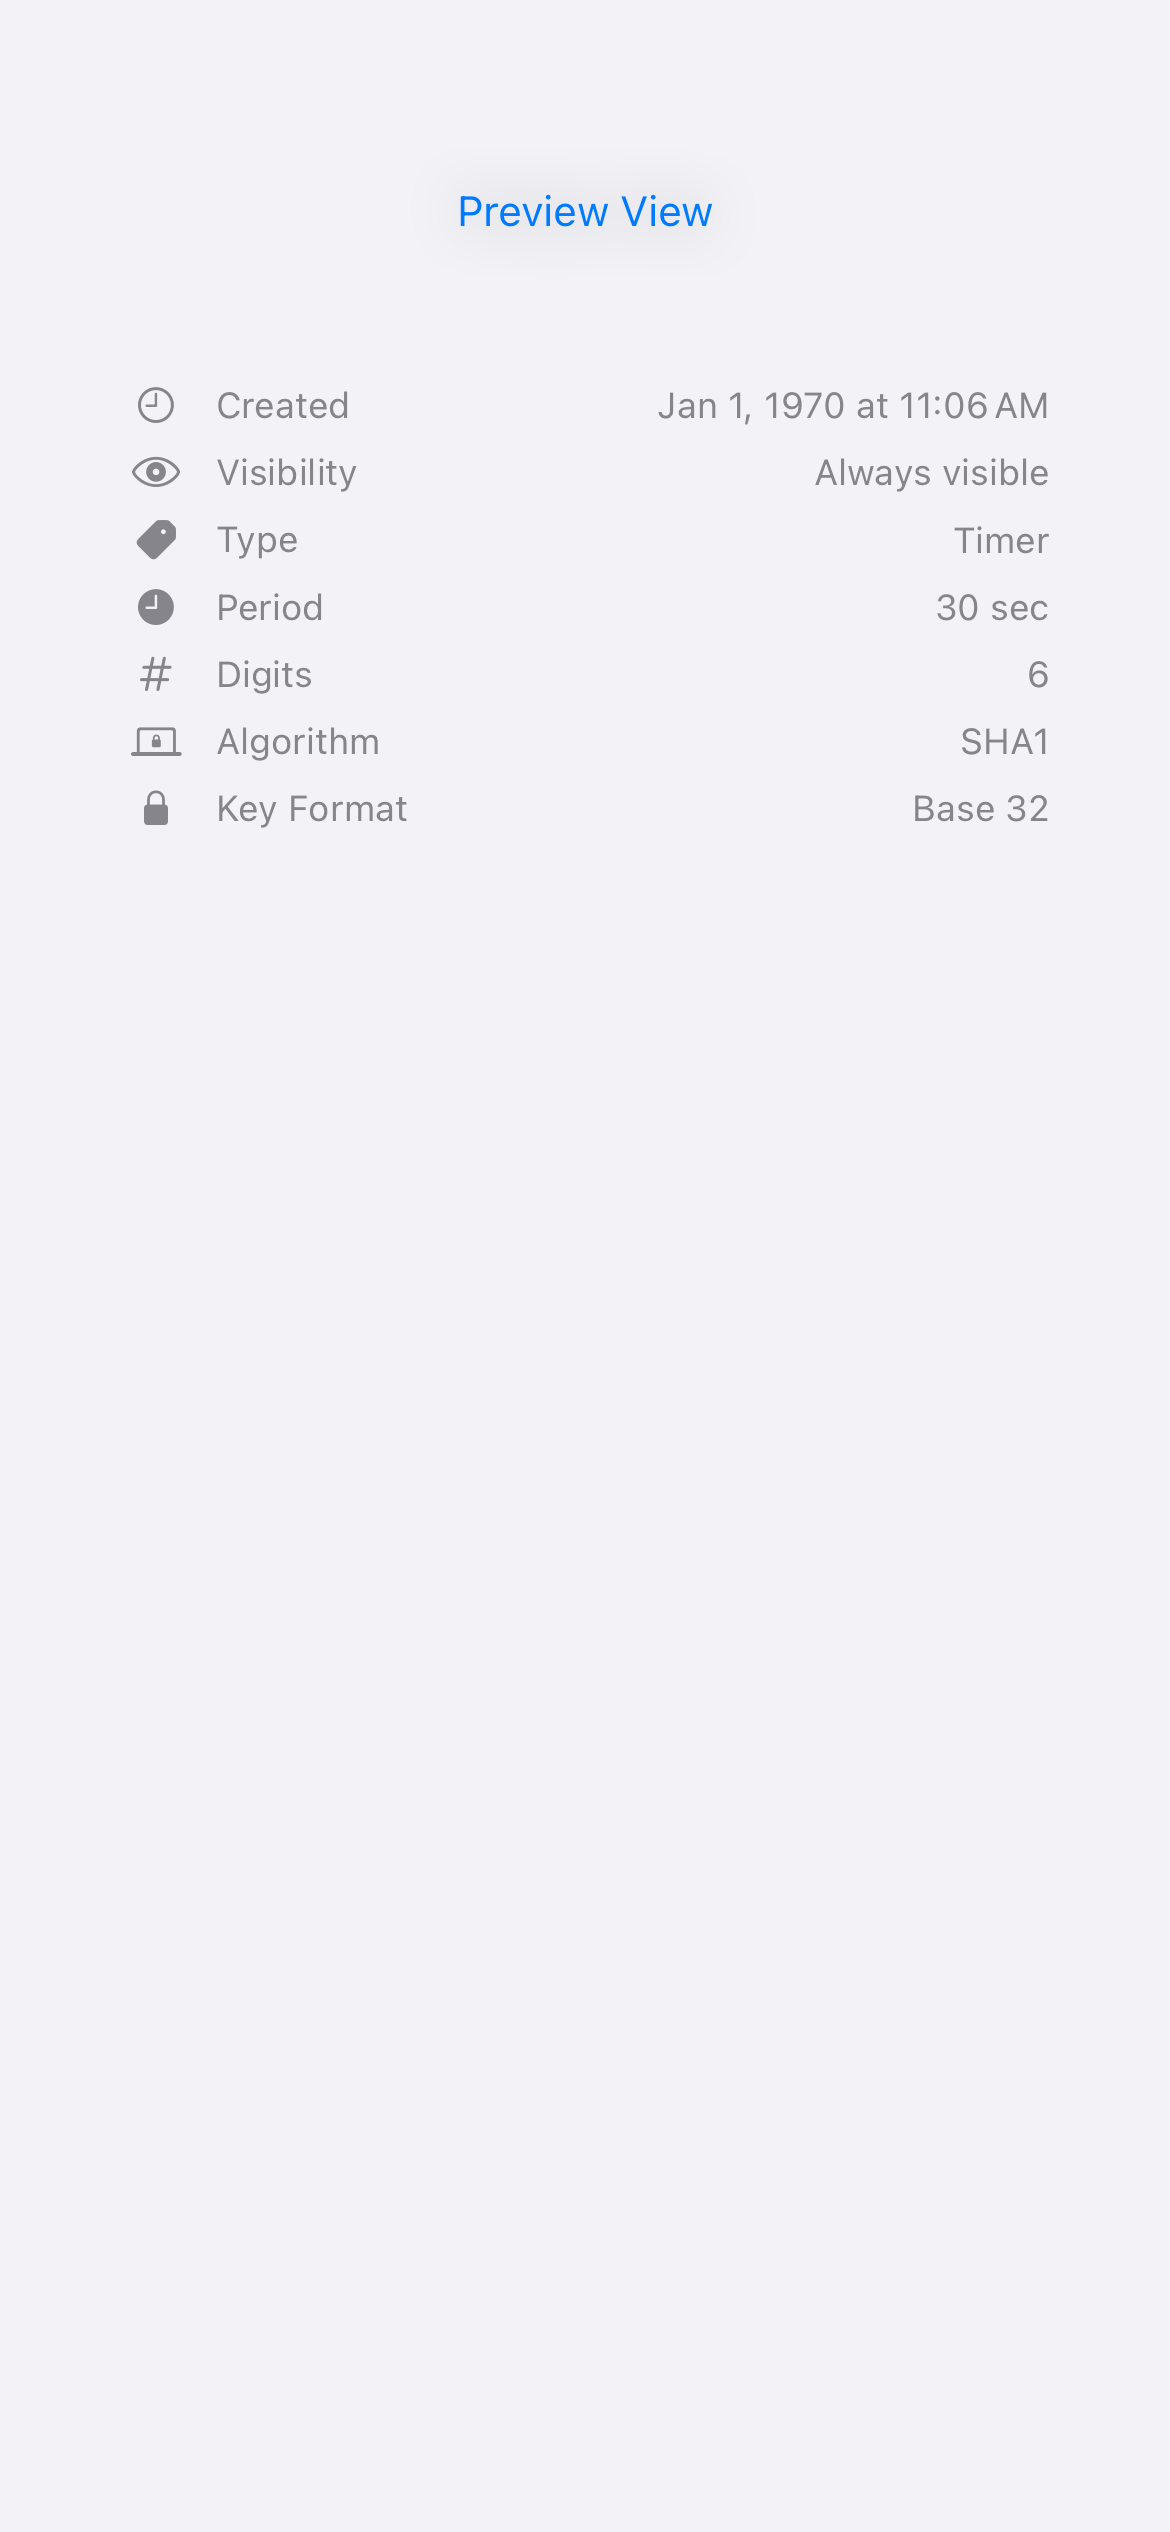 Preview View
Created Jan 1, 1970 at 11:06 AM
Visibility Always visible
Type Timer
Period 30 sec
Digits 6
Algorithm SHA1
Key Format Base 32